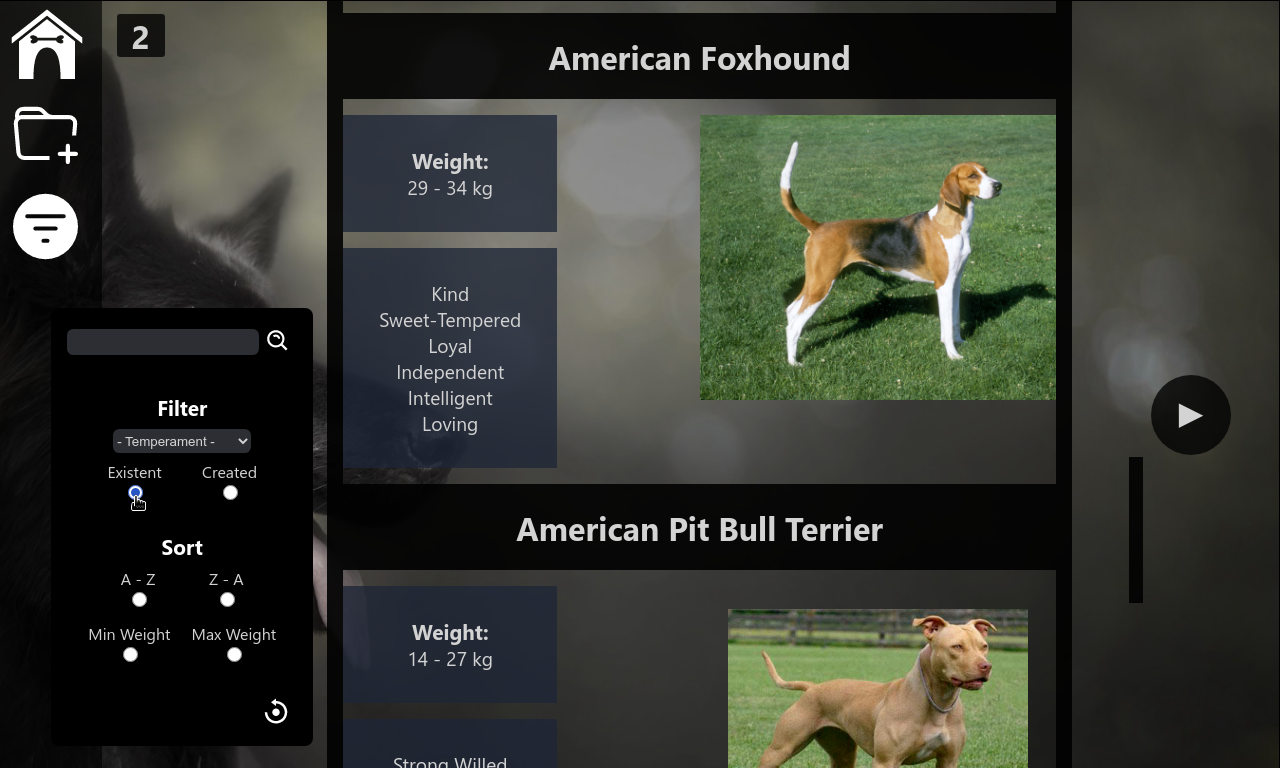 2
American Foxhound
Weight:
29 - 34 kg
Kind
Sweet-Tempered
Loyal
Independent
Intelligent
Loving
Filter
- Temperament -
Existent
Created
Sort
A - Z
Z - A
Min Weight
Max Weight
American Pit Bull Terrier
Weight:
14 - 27 kg
Strong Willed